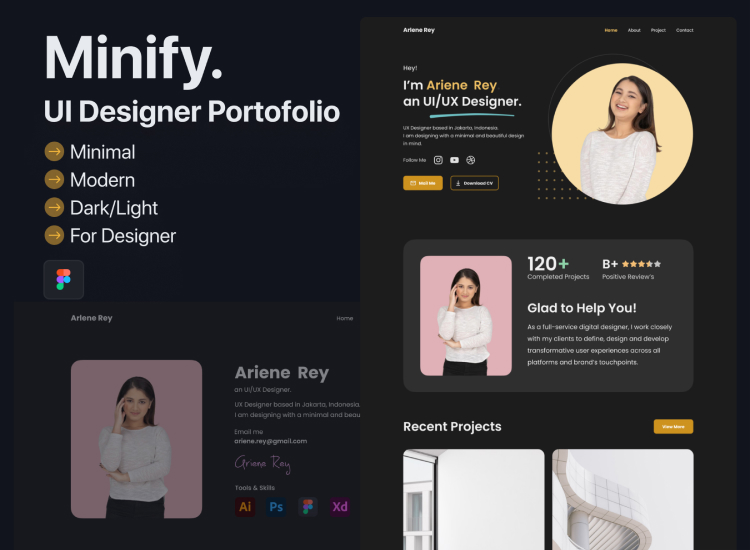 Minify.
UI Designer Portofolio
Minimal
Modern
Dark/Light
For Designer
Arlene Rey
Home
Ariene Rey
an UI/UX Designer.
UX Designer based in Jakarta, Indonesia.
I am designing with a minimal and beau
Email me
arlene.rey@gmail.com
Griene Rey
Tools & Skills
Ai Ps Xd
Arlene Rey
Home About Project Contact
Hey!
I'm Ariene Rey
an UI/UX Designer.
UX Designer based in Jakarta, Indonesia.
I am designing with a minimal and beautiful design
in mind.
Follow Me
Mail Me Download CV
120+ B+
Completed Projects Positive Review's
Glad to Help You!
As a full-service digital designer, I work closely
with my clients to define, design and develop
transformative user experiences across all
platforms and brand's touchpoints.
Recent Projects View More